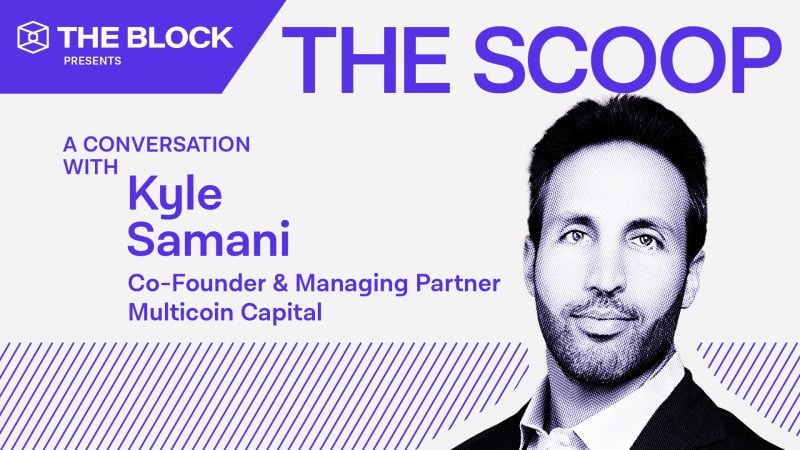 THE BLOCK
PRESENTS
THE SCOOP
A CONVERSATION
WITH
Kyle
Samani
Co-Founder & Managing Partner
Multicoin Capital